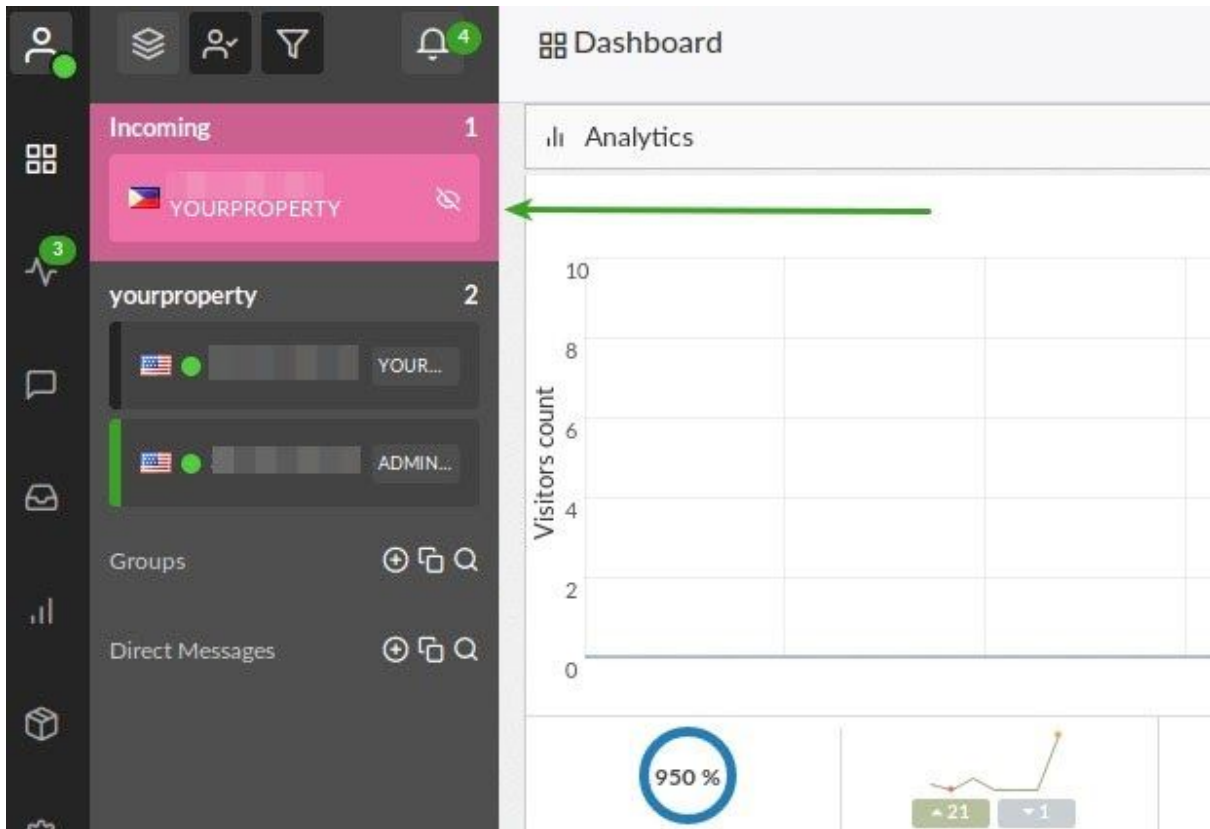 4
Dashboard
Incoming 1
YOURPROPERTY
Analytics
3
yourproperty 2
YOUR...
ADMIN...
Groups
Direct Messages
Visitors count
10
8
6
4
2
0
950 %
21
1